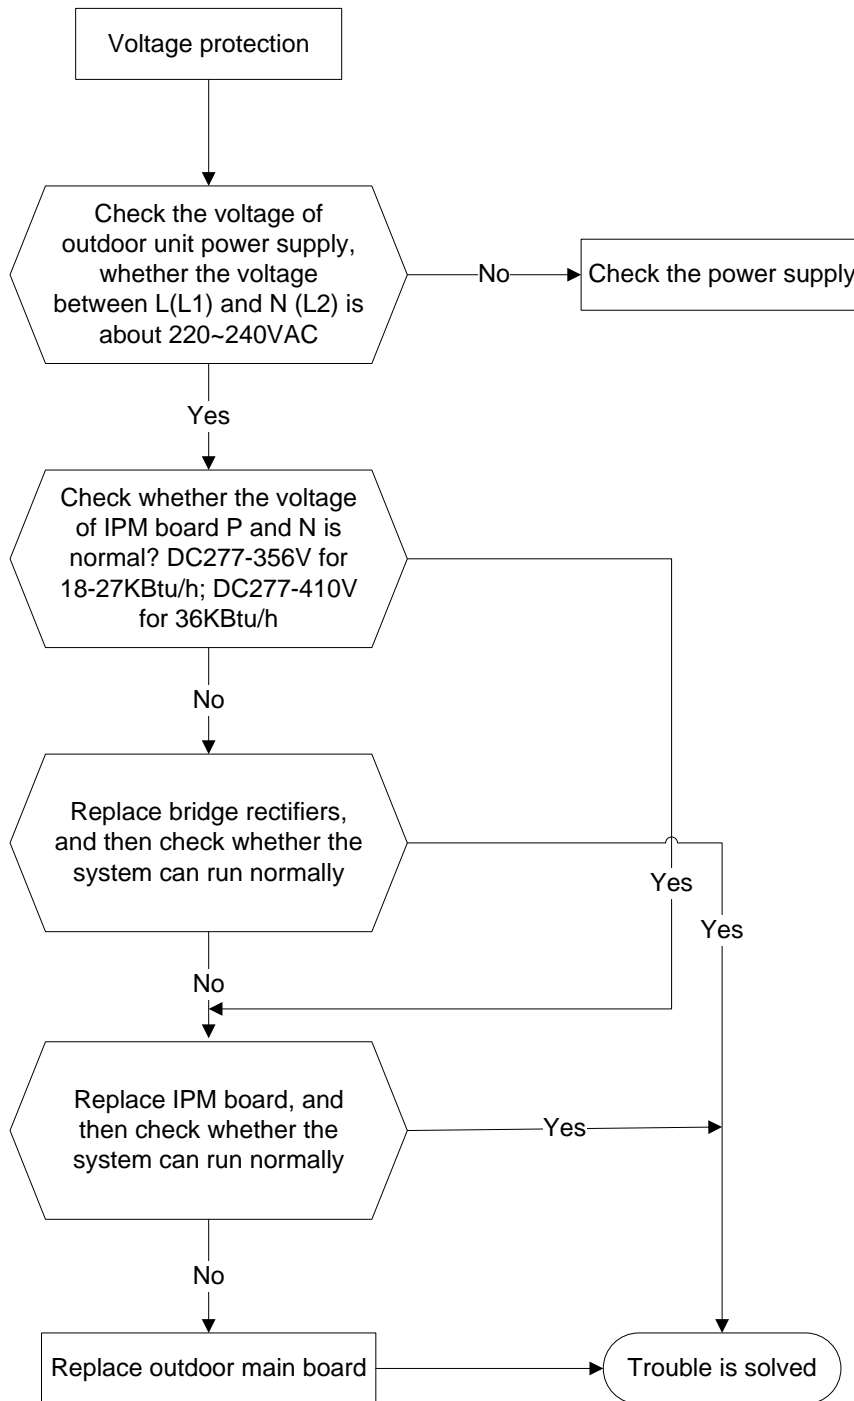 Voltage protection
Check the voltage of
outdoor unit power supply,
whether the voltage
between L(L1) and N (L2) is
about 220~240VAC
No
Check the power supply
Yes
Check whether the voltage
of IPM board P and N is
normal? DC277-356V for
18-27KBtu/h; DC277-410V
for 36KBtu/h
No
Replace bridge rectifiers,
and then check whether the
system can run normally
Yes
Yes
No
Replace IPM board, and
then check whether the
system can run normally
Yes
No
Replace outdoor main board
Trouble is solved